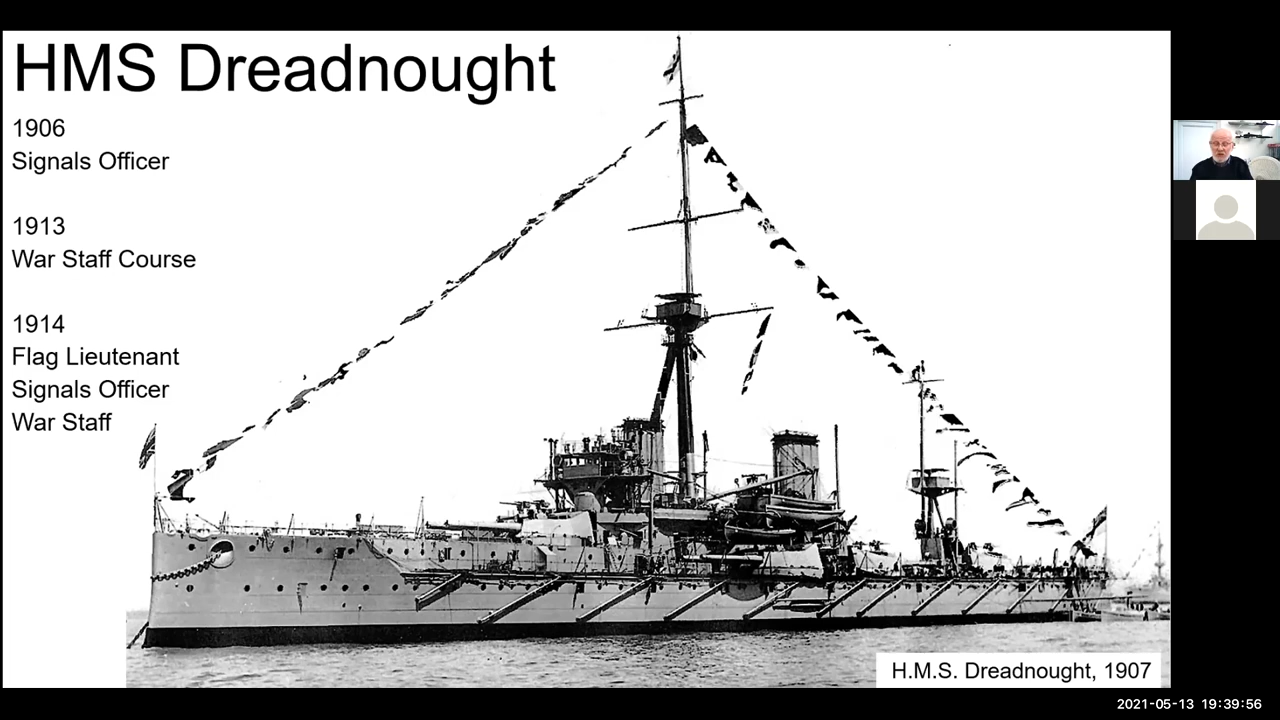 HMS Dreadnought
1906
Signals Officer
1913
War Staff Course
1914
Flag Lieutenant
Signals Officer
War Staff
H.M.S. Dreadnought, 1907
2021-05-13 19:39:56